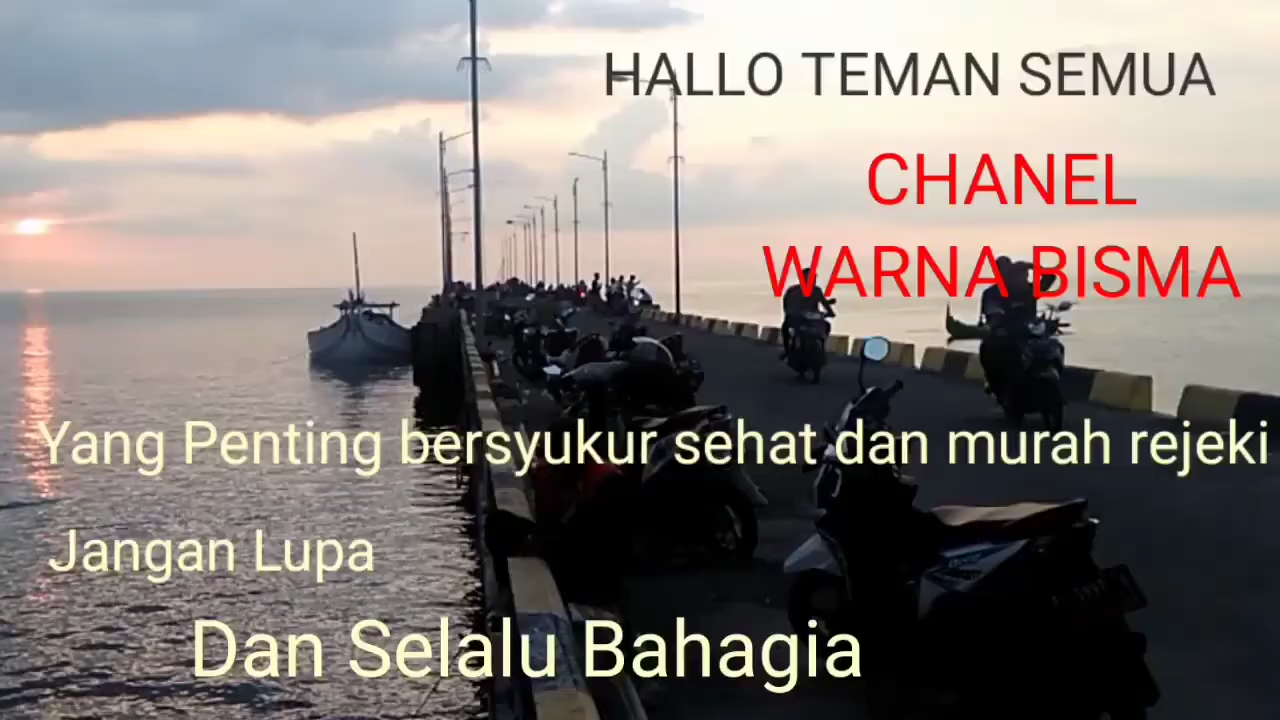 HALLO TEMAN SEMUA
CHANEL
WARNA BISMA
Yang Penting bersyukur sehat dan murah rejeki
Jangan Lupa
Dan Selalu Bahagia